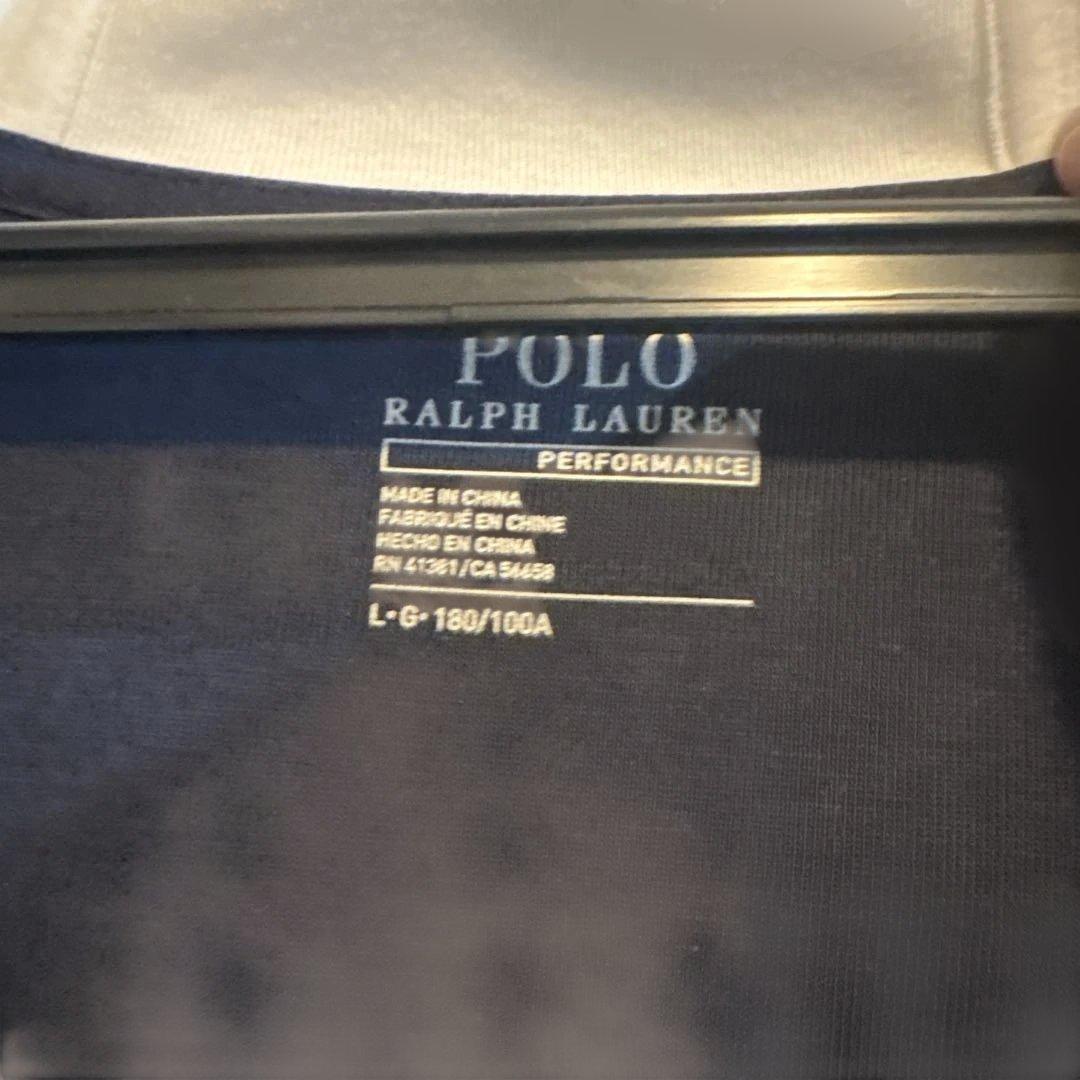 POLO
RALPH LAUREN
PERFORMANCE
MADE IN CHINA
FABRIQUÉ EN CHINE
HECHO EN CHINA
RN 41381/CA 56658
L•G• 180/100A